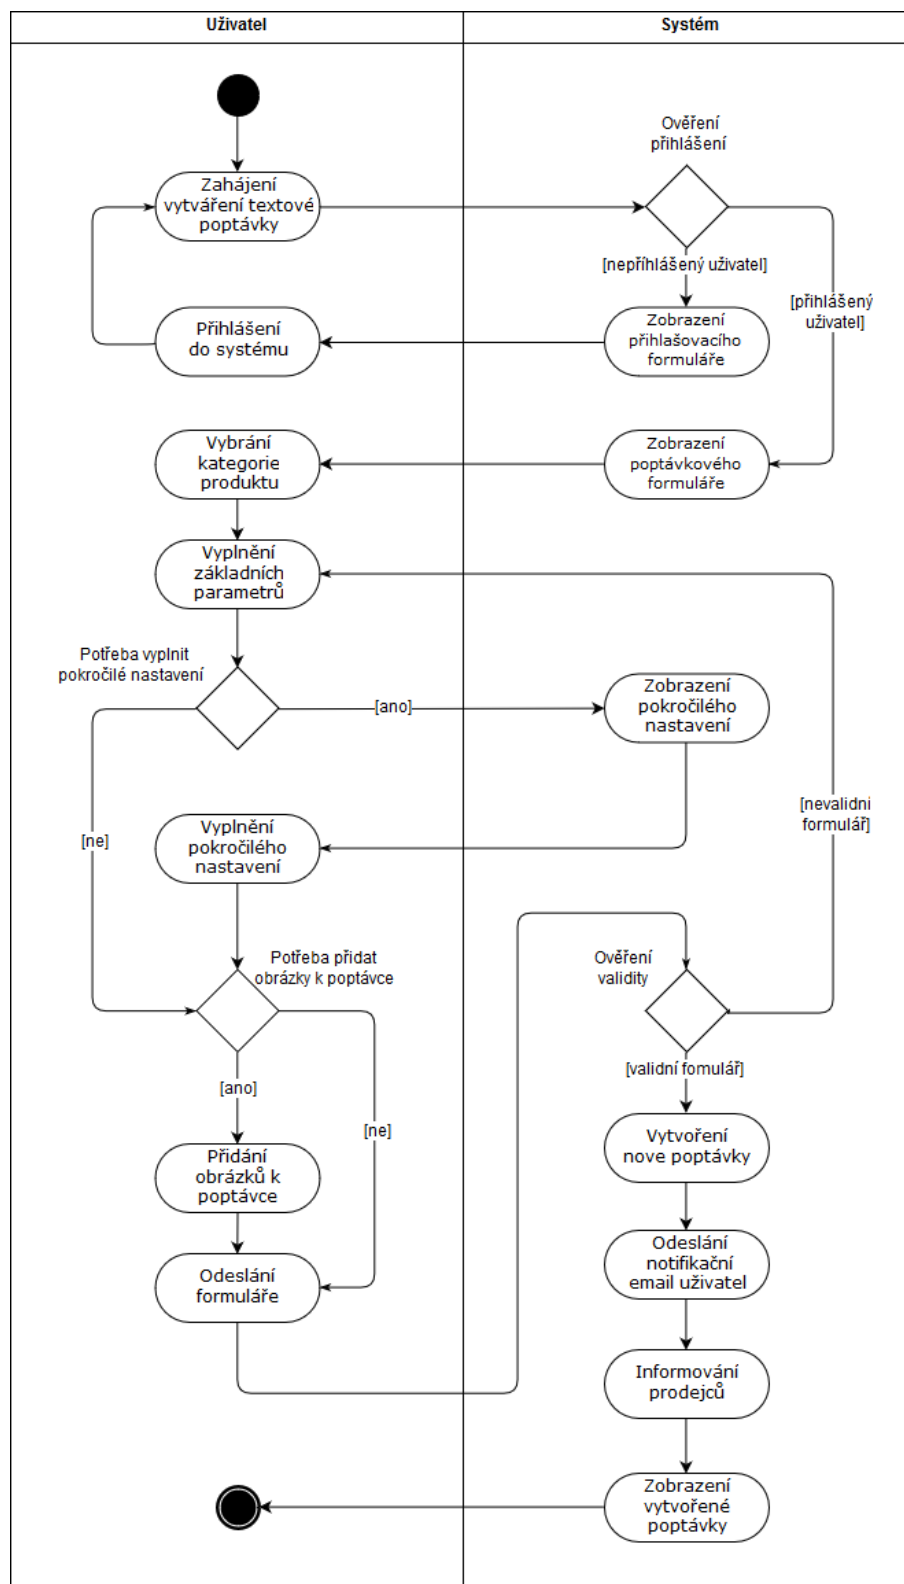 Uživatel
Systém
Ověření
přihlášení
Zahájení
vytváření textové
poptávky
[nepříhlášený uživatel]
[přihlášený
uživatel]
Přihlášení
do systému
Zobrazení
přihlašovacího
formuláře
Vybrání
kategorie
produktu
Zobrazení
poptávkového
formuláře
Vyplnění
základních
parametrů
Potřeba vyplnit
pokročilé nastavení
[ano]
Zobrazení
pokročilého
nastavení
[ne]
Vyplnění
pokročilého
nastavení
[nevalidni
formulář]
Potřeba přidat
obrázky k poptávce
Ověření
validity
[ano]
[ne]
[validní fomulář]
Přidání
obrázků k
poptávce
Vytvoření
nove poptávky
Odeslání
formuláře
Odeslání
notifikační
email uživatel
Informování
prodejců
Zobrazení
vytvořené
poptávky